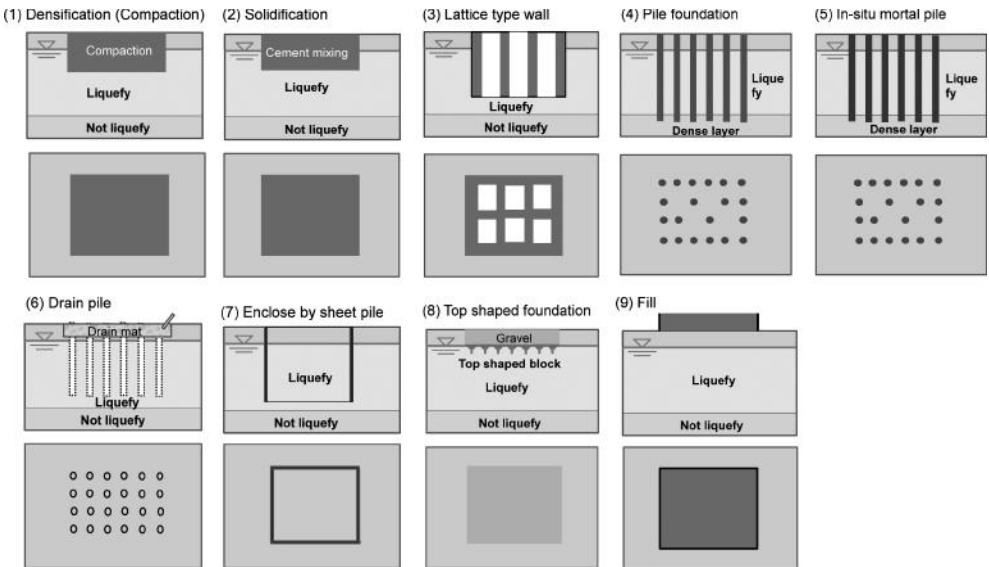 (1) Densification (Compaction)
(2) Solidification
(3) Lattice type wall
(4) Pile foundation
(5) In-situ mortal pile
Compaction
Liquefy
Not liquefy
Cement mixing
Liquefy
Not liquefy
Liquefy
Not liquefy
Lique
fy
Dense layer
Lique
fy
Dense layer
(6) Drain pile
(7) Enclose by sheet pile
(8) Top shaped foundation
(9) Fill
Drain mat
Liquefy
Not liquefy
Liquefy
Not liquefy
Gravel
Top shaped block
Liquefy
Not liquefy
Liquefy
Not liquefy